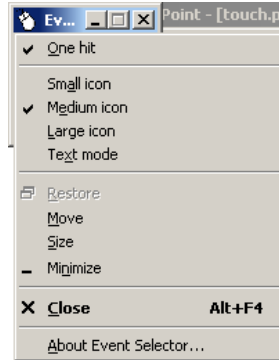 Ev...
Point - [touch.p
One hit
Small icon
Medium icon
Large icon
Text mode
Restore
Move
Size
Minimize
Close Alt+F4
About Event Selector...